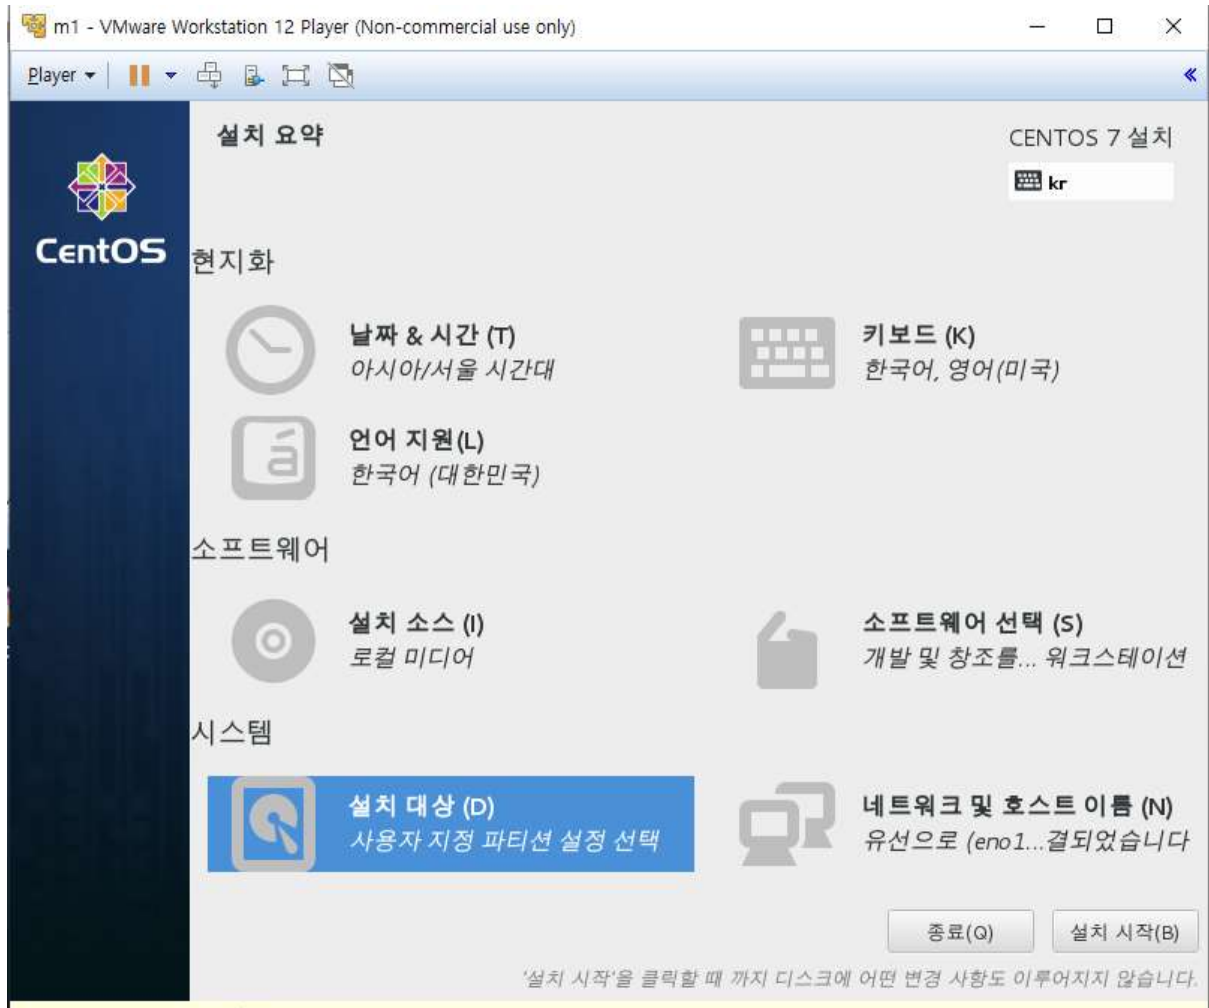 m1 - VMware Workstation 12 Player (Non-commercial use only)
Player
설치 요약
CENTOS 7 설치
kr
CentOS
현지화
날짜 & 시간 (T)
아시아/서울 시간대
키보드 (K)
한국어, 영어(미국)
á
언어 지원(L)
한국어 (대한민국)
소프트웨어
설치 소스 (I)
로컬 미디어
소프트웨어 선택 (S)
개발 및 창조를... 워크스테이션
시스템
설치 대상 (D)
사용자 지정 파티션 설정 선택
네트워크 및 호스트 이름 (N)
유선으로 (eno1...결되었습니다
종료(Q)
설치 시작(B)
'설치 시작'을 클릭할 때 까지 디스크에 어떤 변경 사항도 이루어지지 않습니다.